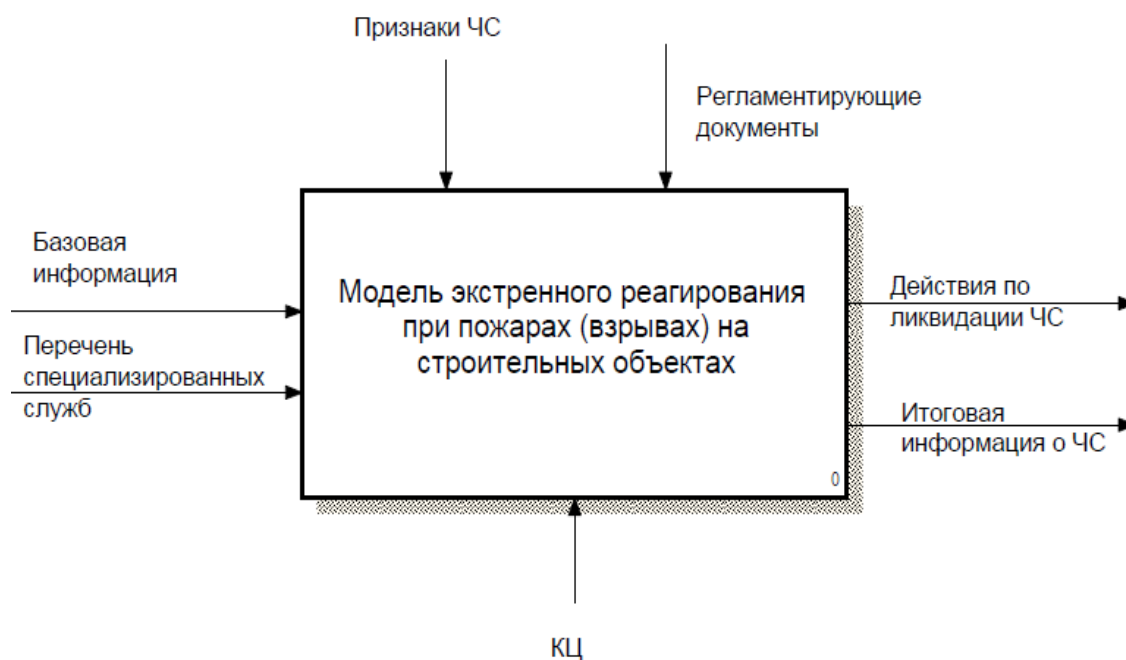 Признаки ЧС
Регламентирующие
документы
Базовая
информация
Перечень
специализированных
служб
Модель экстренного реагирования
при пожарах (взрывах) на
строительных объектах
0
Действия по
ликвидации ЧС
Итоговая
информация о ЧС
КЦ